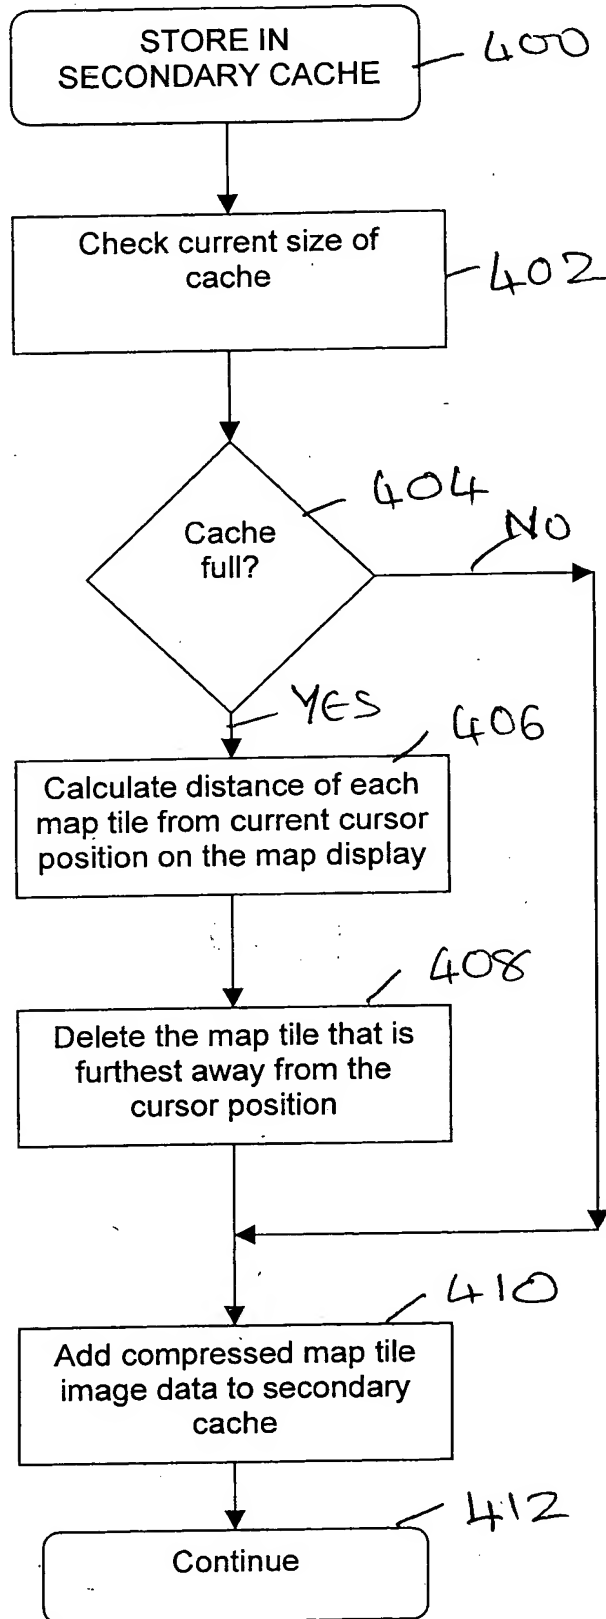 STORE IN
SECONDARY CACHE
400
Check current size of
cache
402
404
Cache
full?
NO
YES
406
Calculate distance of each
map tile from current cursor
position on the map display
408
Delete the map tile that is
furthest away from the
cursor position
410
Add compressed map tile
image data to secondary
cache
412
Continue